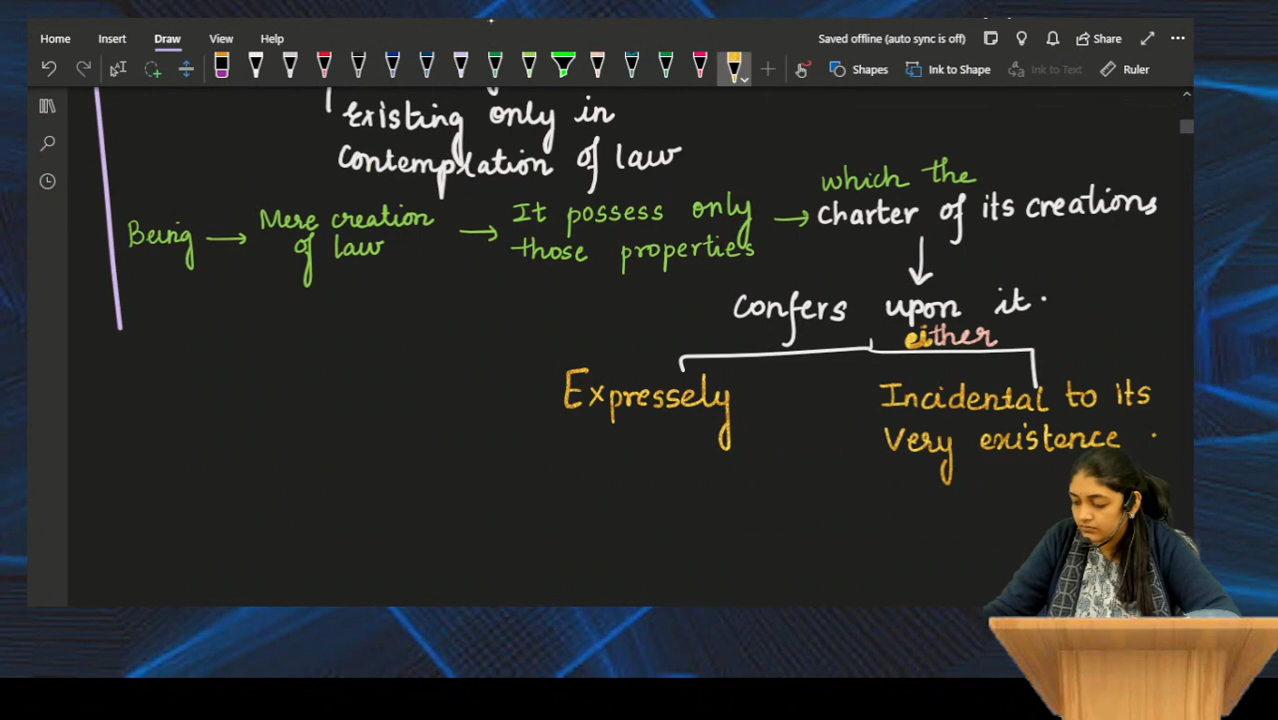 Home Insert Draw View Help Saved offline (auto sync is off) Share
Shapes Ink to Shape Ink to Text Ruler
Existing only in
Contemplation of law
which the
Being → Mere creation → It possess only → charter of its creations
of law those properties
Confers upon it.
either
Expressely Incidental to its
Very existence .